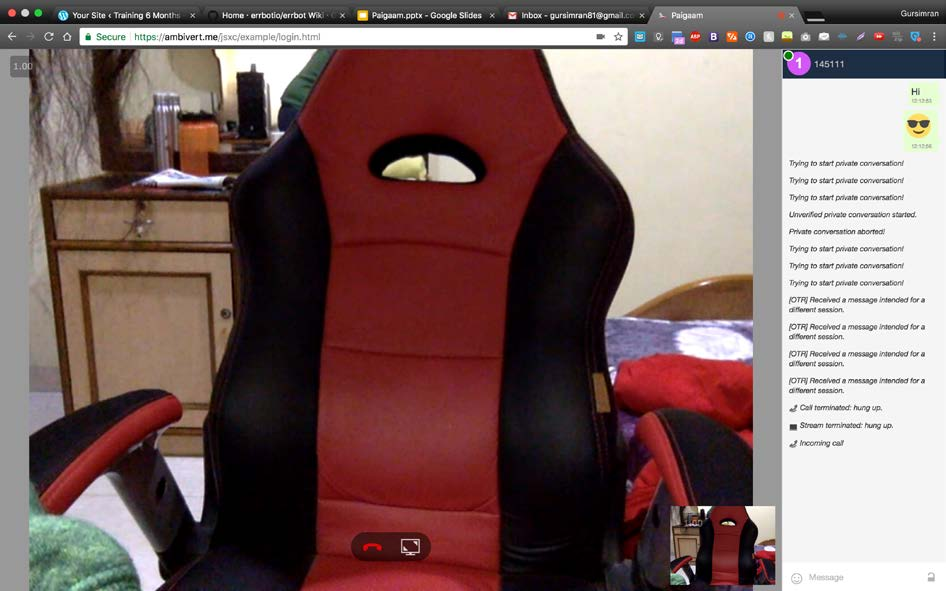 Your Site ‹ Training 6 Months
Home · errbotio/errbot Wiki ·
Paigaam.pptx - Google Slides
Inbox - gursimran81@gmail.co
Paigaam
Gursimran
Secure
https://ambivert.me/jsxc/example/login.html
ABP
B
1.00
1
145111
Hi
12:12:53
12:12:56
Trying to start private conversation!
Trying to start private conversation!
Trying to start private conversation!
Unverified private conversation started.
Private conversation aborted!
Trying to start private conversation!
Trying to start private conversation!
Trying to start private conversation!
[OTR] Received a message intended for a
different session.
[OTR] Received a message intended for a
different session.
[OTR] Received a message intended for a
different session.
[OTR] Received a message intended for a
different session.
Call terminated: hung up.
Stream terminated: hung up.
Incoming call
1.00
Message